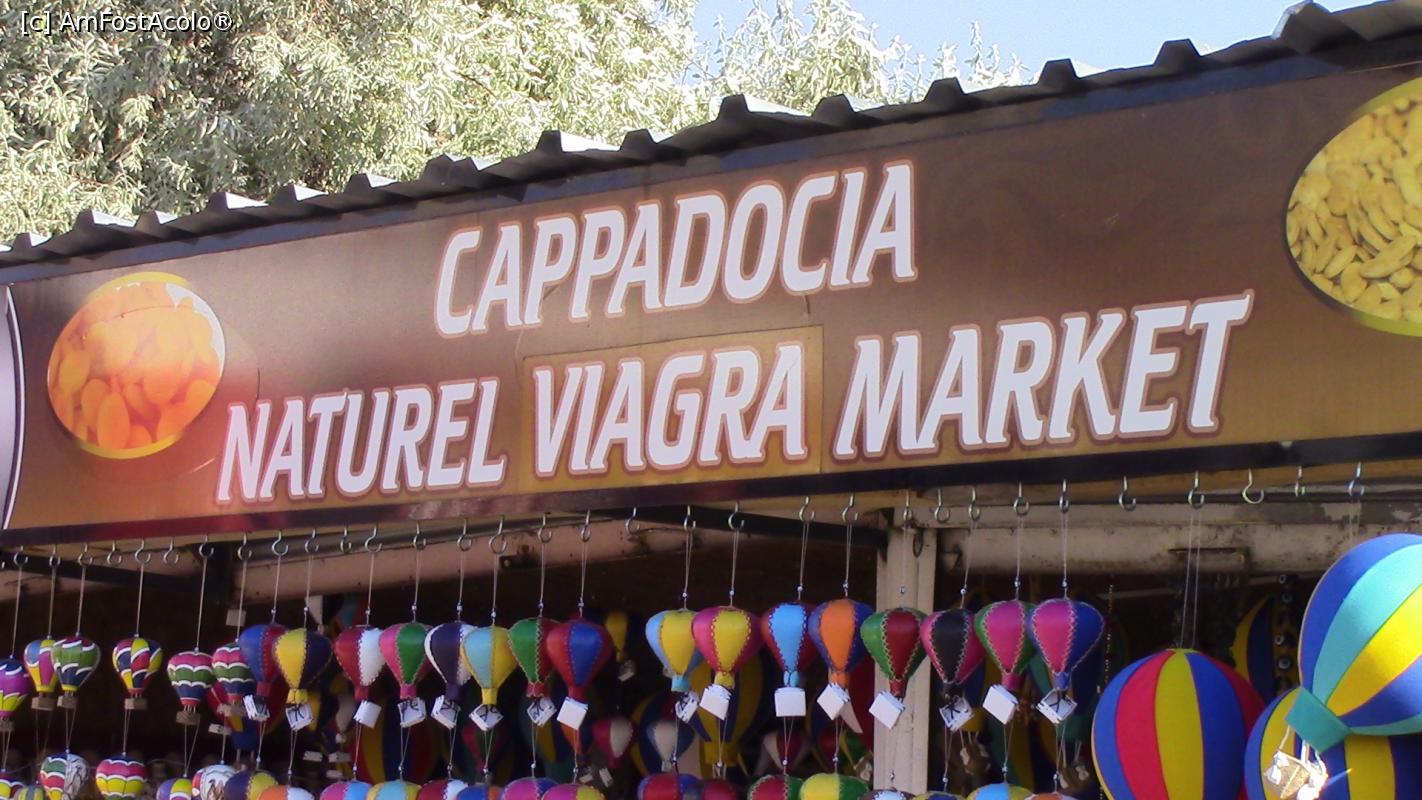 [c] AmFostAcolo®
CAPPADOCIA
NATUREL VIAGRA MARKET